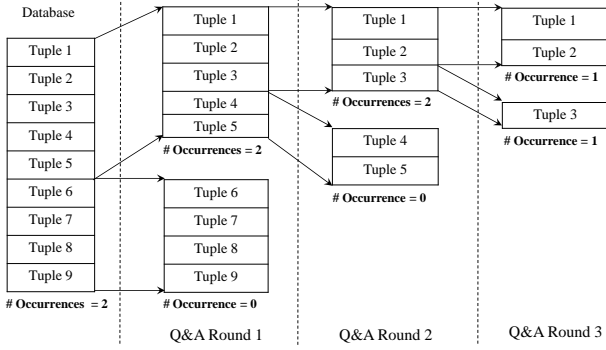 Database
Tuple 1
Tuple 2
Tuple 3
Tuple 4
Tuple 5
Tuple 6
Tuple 7
Tuple 8
Tuple 9
# Occurrences = 2
Tuple 1
Tuple 2
Tuple 3
Tuple 4
Tuple 5
# Occurrences = 2
Tuple 6
Tuple 7
Tuple 8
Tuple 9
# Occurrence = 0
Q&A Round 1
Tuple 1
Tuple 2
Tuple 3
# Occurrences = 2
Tuple 4
Tuple 5
# Occurrence = 0
Q&A Round 2
Tuple 1
Tuple 2
# Occurrence = 1
Tuple 3
# Occurrence = 1
Q&A Round 3